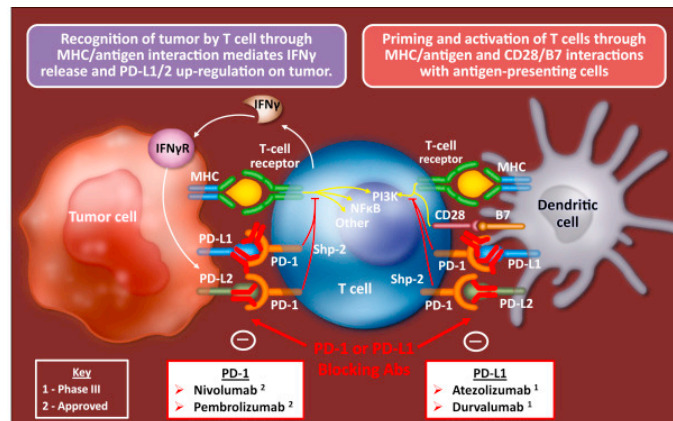 Recognition of tumor by T cell through
MHC/antigen interaction mediates IFNγ
release and PD-L1/2 up-regulation on tumor.
Priming and activation of T cells through
MHC/antigen and CD28/B7 interactions
with antigen-presenting cells
IFNγ
IFNγR
T-cell
receptor
MHC
T-cell
receptor
MHC
PI3K
NFκB
Other
CD28
B7
Tumor cell
Dendritic
cell
PD-L1
PD-1
Shp-2
PD-1
PD-L1
PD-L2
PD-1
T cell
Shp-2
PD-1
PD-L2
PD-1 or PD-L1
Blocking Abs
Key
1 - Phase III
2 - Approved
PD-1
Nivolumab 2
Pembrolizumab 2
PD-L1
Atezolizumab 1
Durvalumab 1